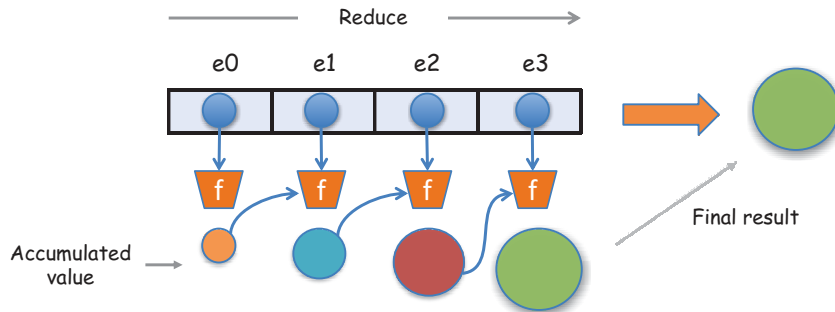 Reduce
e0 e1 e2 e3
f f f f
Accumulated
value
Final result